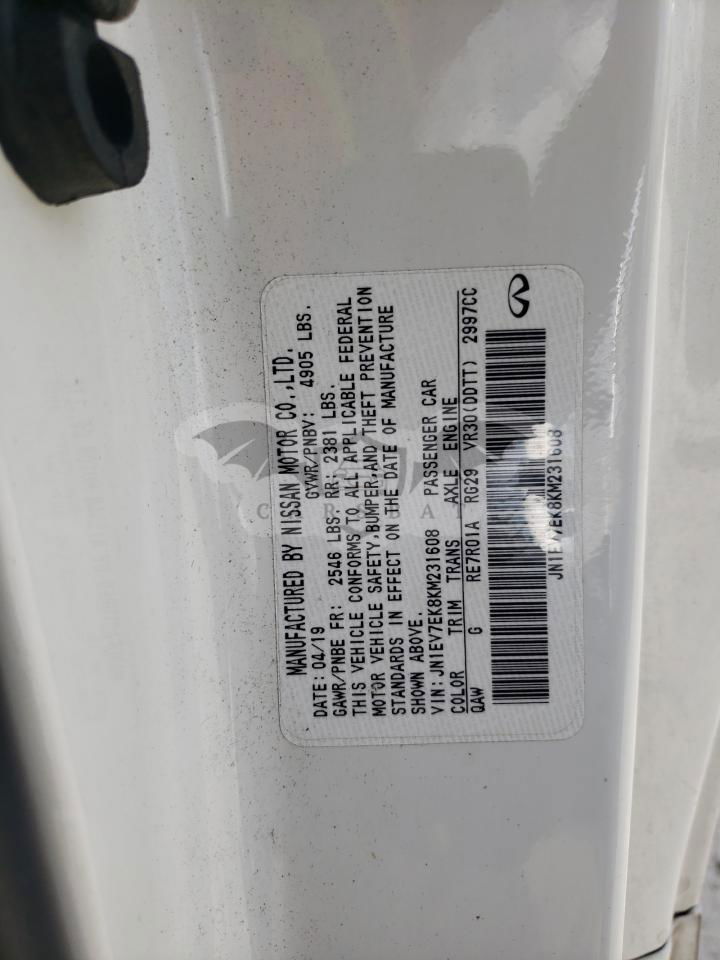 MANUFACTURED BY NISSAN MOTOR CO.,LTD.
DATE: 04/19 GVWR/PNBV: 4905 LBS.
GAWR/PNBE FR: 2546 LBS. RR: 2381 LBS.
THIS VEHICLE CONFORMS TO ALL APPLICABLE FEDERAL
MOTOR VEHICLE SAFETY,BUMPER,AND THEFT PREVENTION
STANDARDS IN EFFECT ON THE DATE OF MANUFACTURE
SHOWN ABOVE.
VIN:JN1EV7EK8KM231608 PASSENGER CAR
COLOR TRIM TRANS AXLE ENGINE
QAW G RE7R01A RG29 VR30(DDTT) 2997CC
JN1EV7EK8KM231608